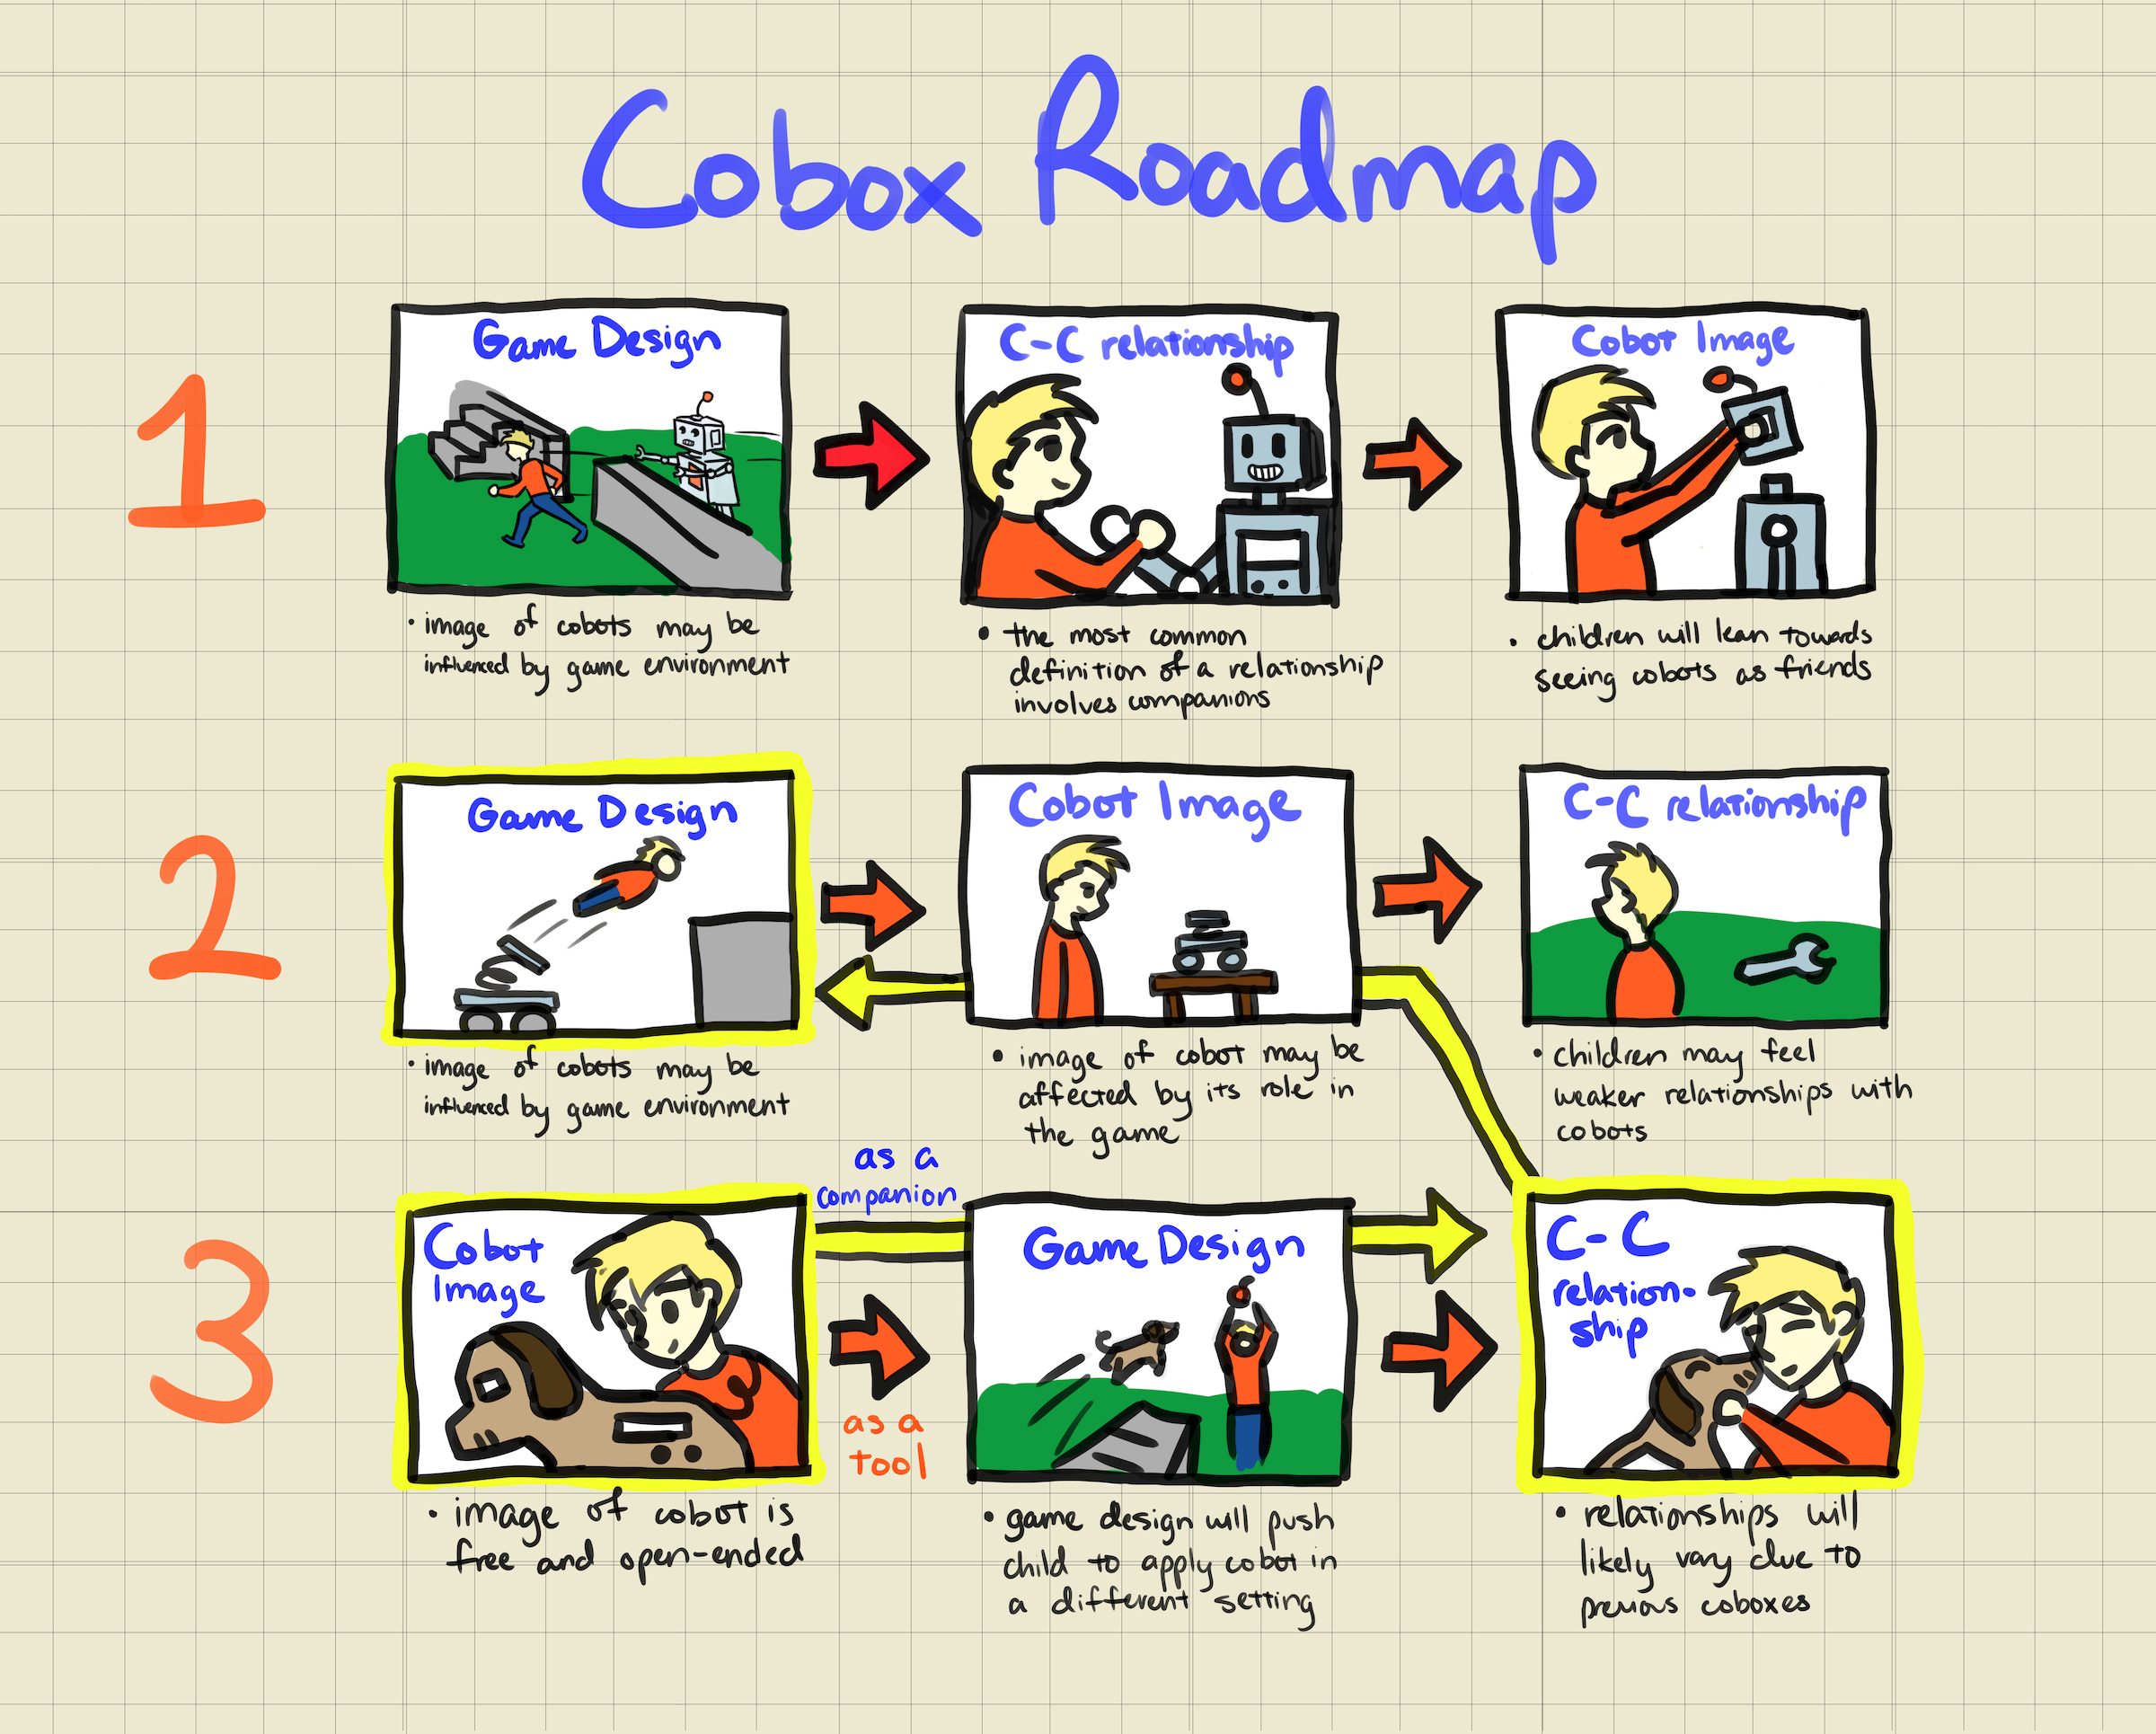 Cobox Roadmap
1
Game Design
• image of cobots may be
influenced by game environment
C-C relationship
• the most common
definition of a relationship
involves companions
Cobot Image
• children will lean towards
seeing cobots as friends
2
Game Design
• image of cobots may be
influenced by game environment
Cobot Image
• image of cobot may be
affected by its role in
the game
C-C relationship
• children may feel
weaker relationships with
cobots
3
Cobot
Image
• image of cobot is
free and open-ended
as a
companion
as a
tool
Game Design
• game design will push
child to apply cobot in
a different setting
C-C
relation-
ship
• relationships will
likely vary due to
previous coboxes